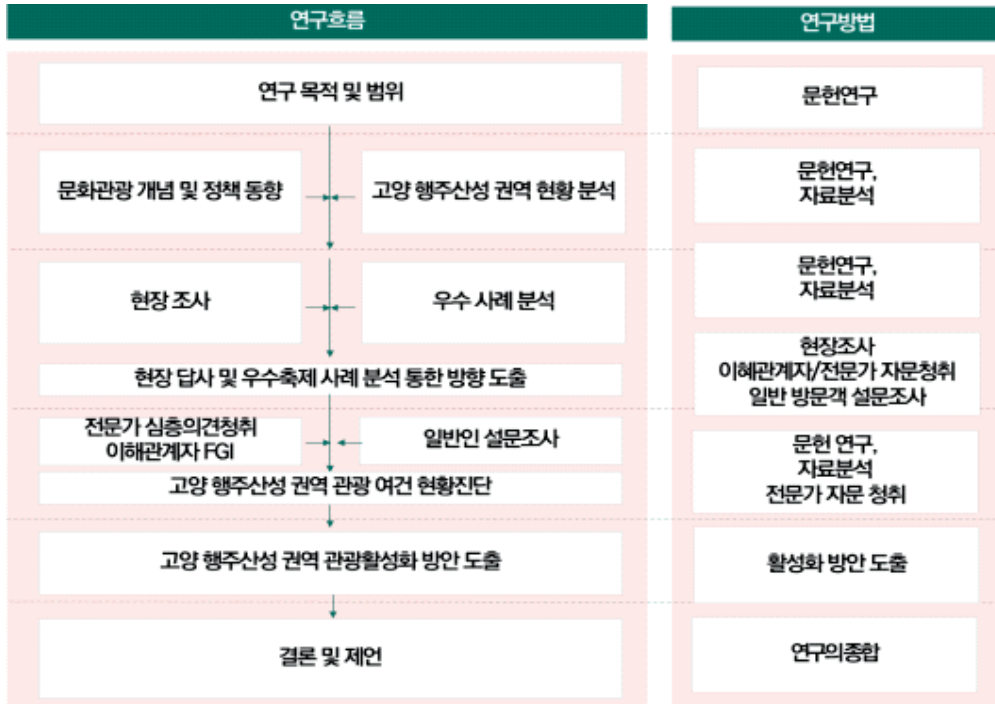 연구흐름
연구방법
연구 목적 및 범위
문헌연구
문화관광 개념 및 정책 동향
고양 행주산성 권역 현황 분석
문헌연구,
자료분석
현장 조사
우수 사례 분석
문헌연구,
자료분석
현장 답사 및 우수축제 사례 분석 통한 방향 도출
현장조사
이혜관계자/전문가 자문청취
일반 방문객 설문조사
전문가 심층의견청취
이해관계자 FGI
일반인 설문조사
고양 행주산성 권역 관광 여건 현황진단
문헌 연구,
자료분석
전문가 자문 청취
고양 행주산성 권역 관광활성화 방안 도출
활성화 방안 도출
결론 및 제언
연구의종합